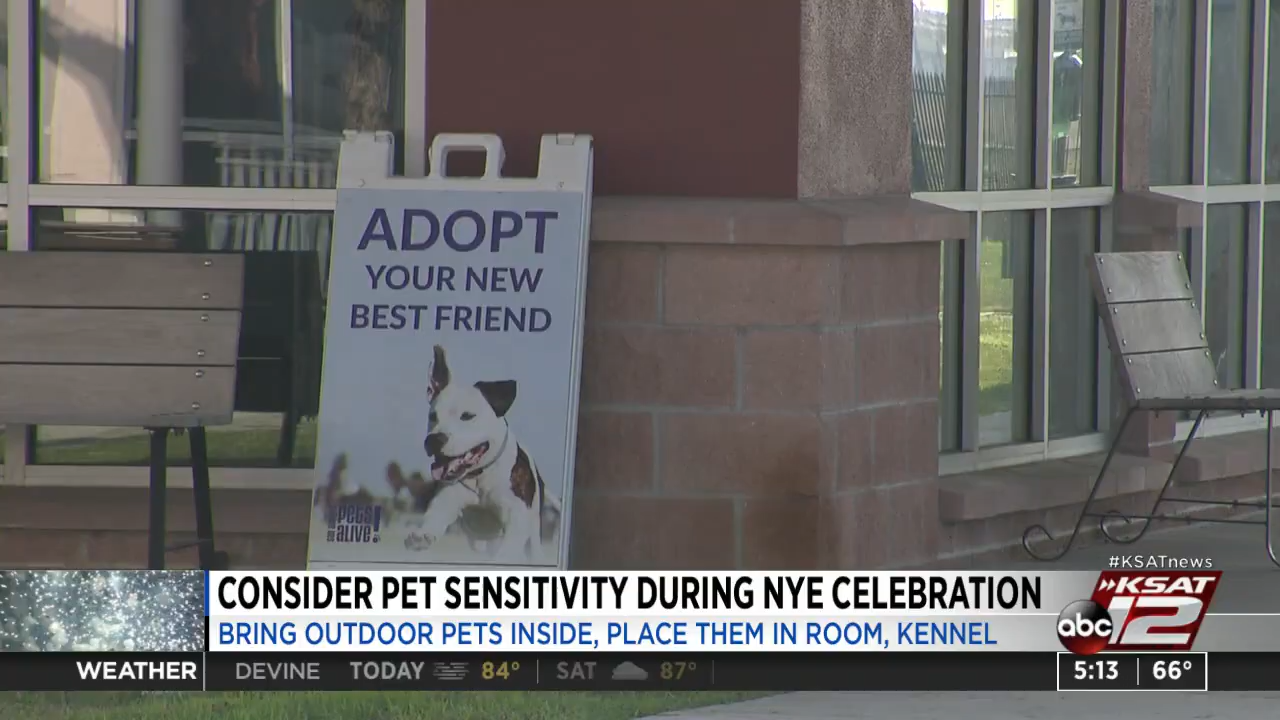 ADOPT
YOUR NEW
BEST FRIEND
PETS
ALIVE!
#KSATnews
CONSIDER PET SENSITIVITY DURING NYE CELEBRATION
BRING OUTDOOR PETS INSIDE, PLACE THEM IN ROOM, KENNEL
abc
KSAT
12
WEATHER DEVINE TODAY 84° SAT 87°
5:13 66°